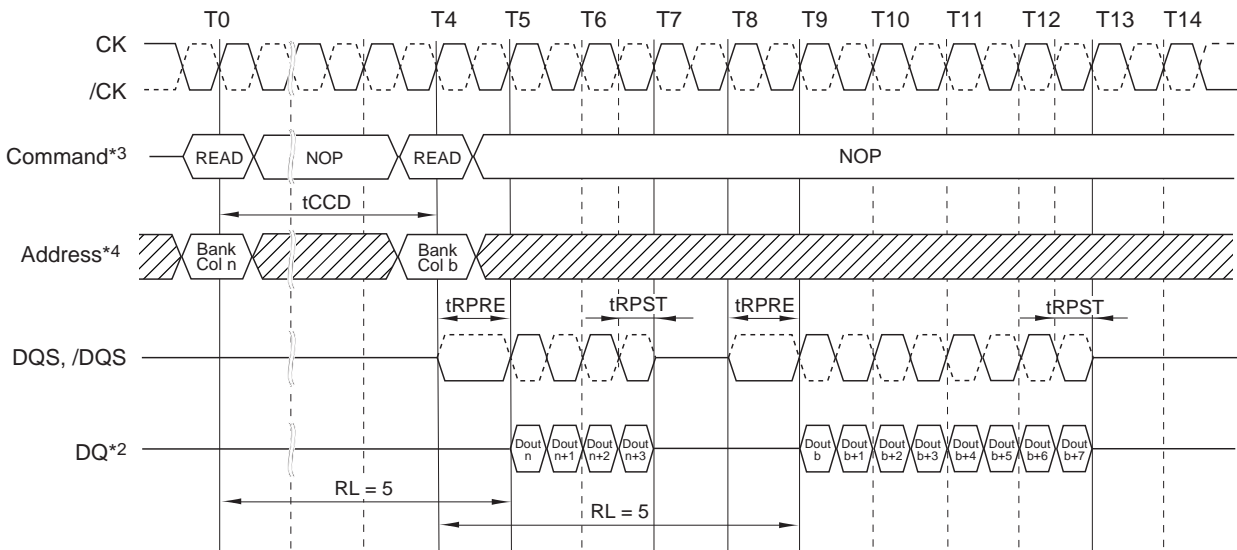 T0 T4 T5 T6 T7 T8 T9 T10 T11 T12 T13 T14
CK
/CK
Command*3 READ NOP READ NOP
tCCD
Address*4 Bank Col n Bank Col b
tRPRE tRPST tRPRE tRPST
DQS, /DQS
DQ*2 Dout n Dout n+1 Dout n+2 Dout n+3 Dout b Dout b+1 Dout b+2 Dout b+3 Dout b+4 Dout b+5 Dout b+6 Dout b+7
RL = 5
RL = 5